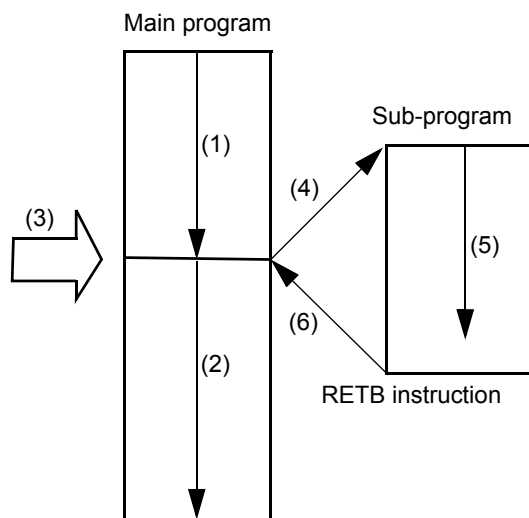 Main program
Sub-program
(1)
(4)
(3)
(5)
(6)
(2)
RETB instruction